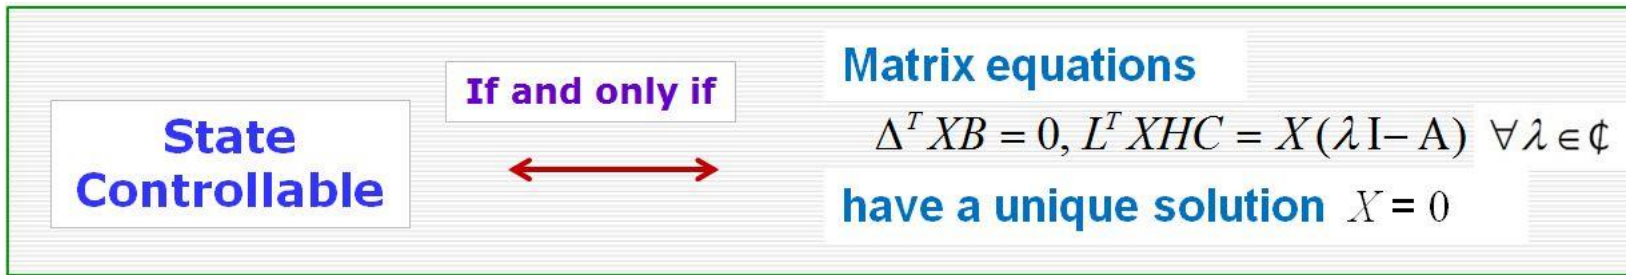 State
Controllable
If and only if
Matrix equations
Δ^T XB = 0, L^T XHC = X(λI− A) ∀ λ ∈ ₵
have a unique solution X = 0